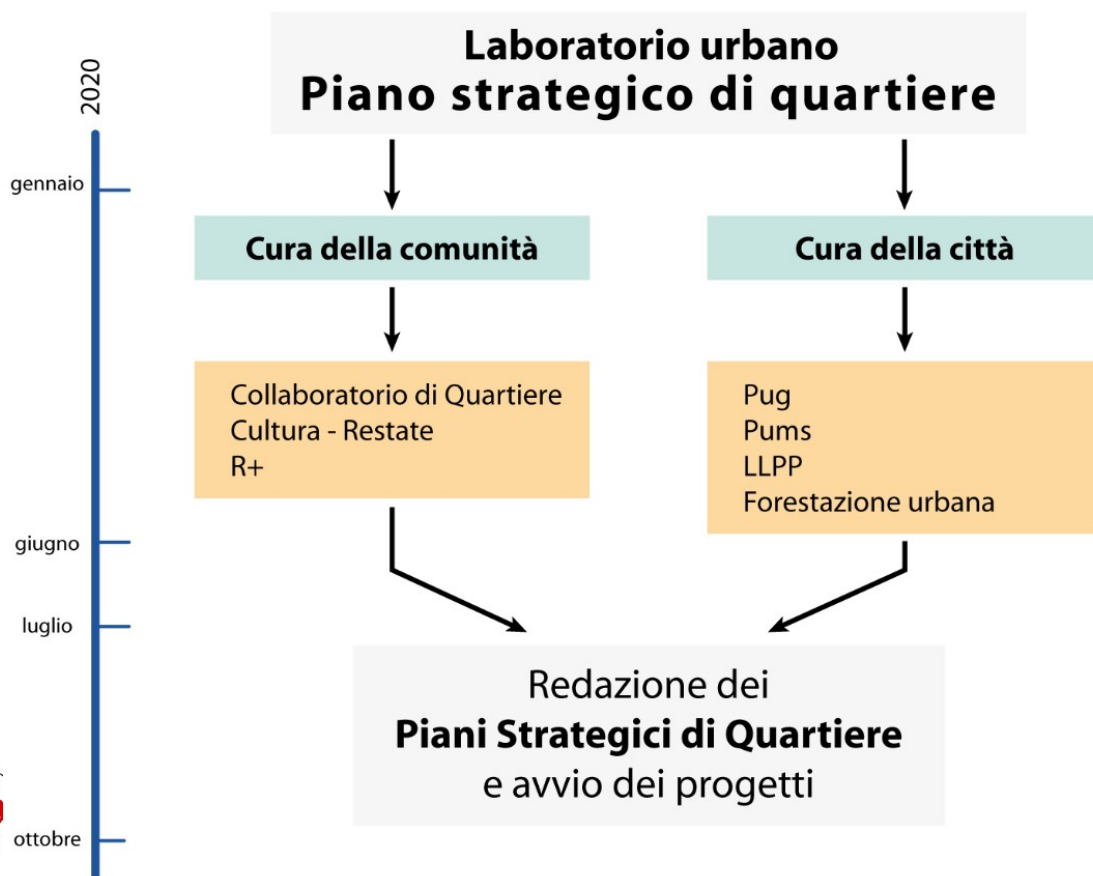 2020
Laboratorio urbano
Piano strategico di quartiere
gennaio
Cura della comunità
Cura della città
Collaboratorio di Quartiere
Cultura - Restate
R+
Pug
Pums
LLPP
Forestazione urbana
giugno
luglio
Redazione dei
Piani Strategici di Quartiere
e avvio dei progetti
ottobre